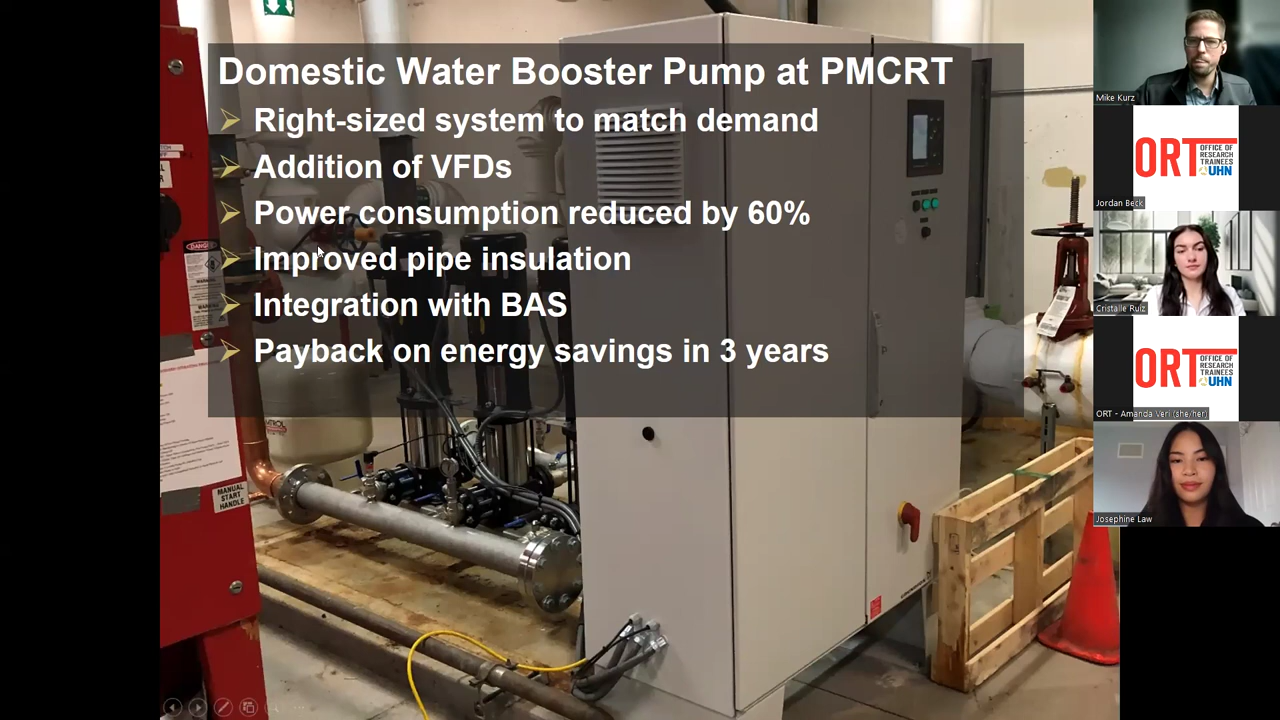 Domestic Water Booster Pump at PMCRT
Right-sized system to match demand
Addition of VFDs
Power consumption reduced by 60%
Improved pipe insulation
Integration with BAS
Payback on energy savings in 3 years
DANGER
MANUAL
START
HANDLE
Mike Kurz
ORT
OFFICE OF
RESEARCH
TRAINEES
UHN
Jordan Beck
Cristalle Ruiz
ORT
OFFICE OF
RESEARCH
TRAINEES
UHN
ORT - Amanda Veri (she/her)
Josephine Law